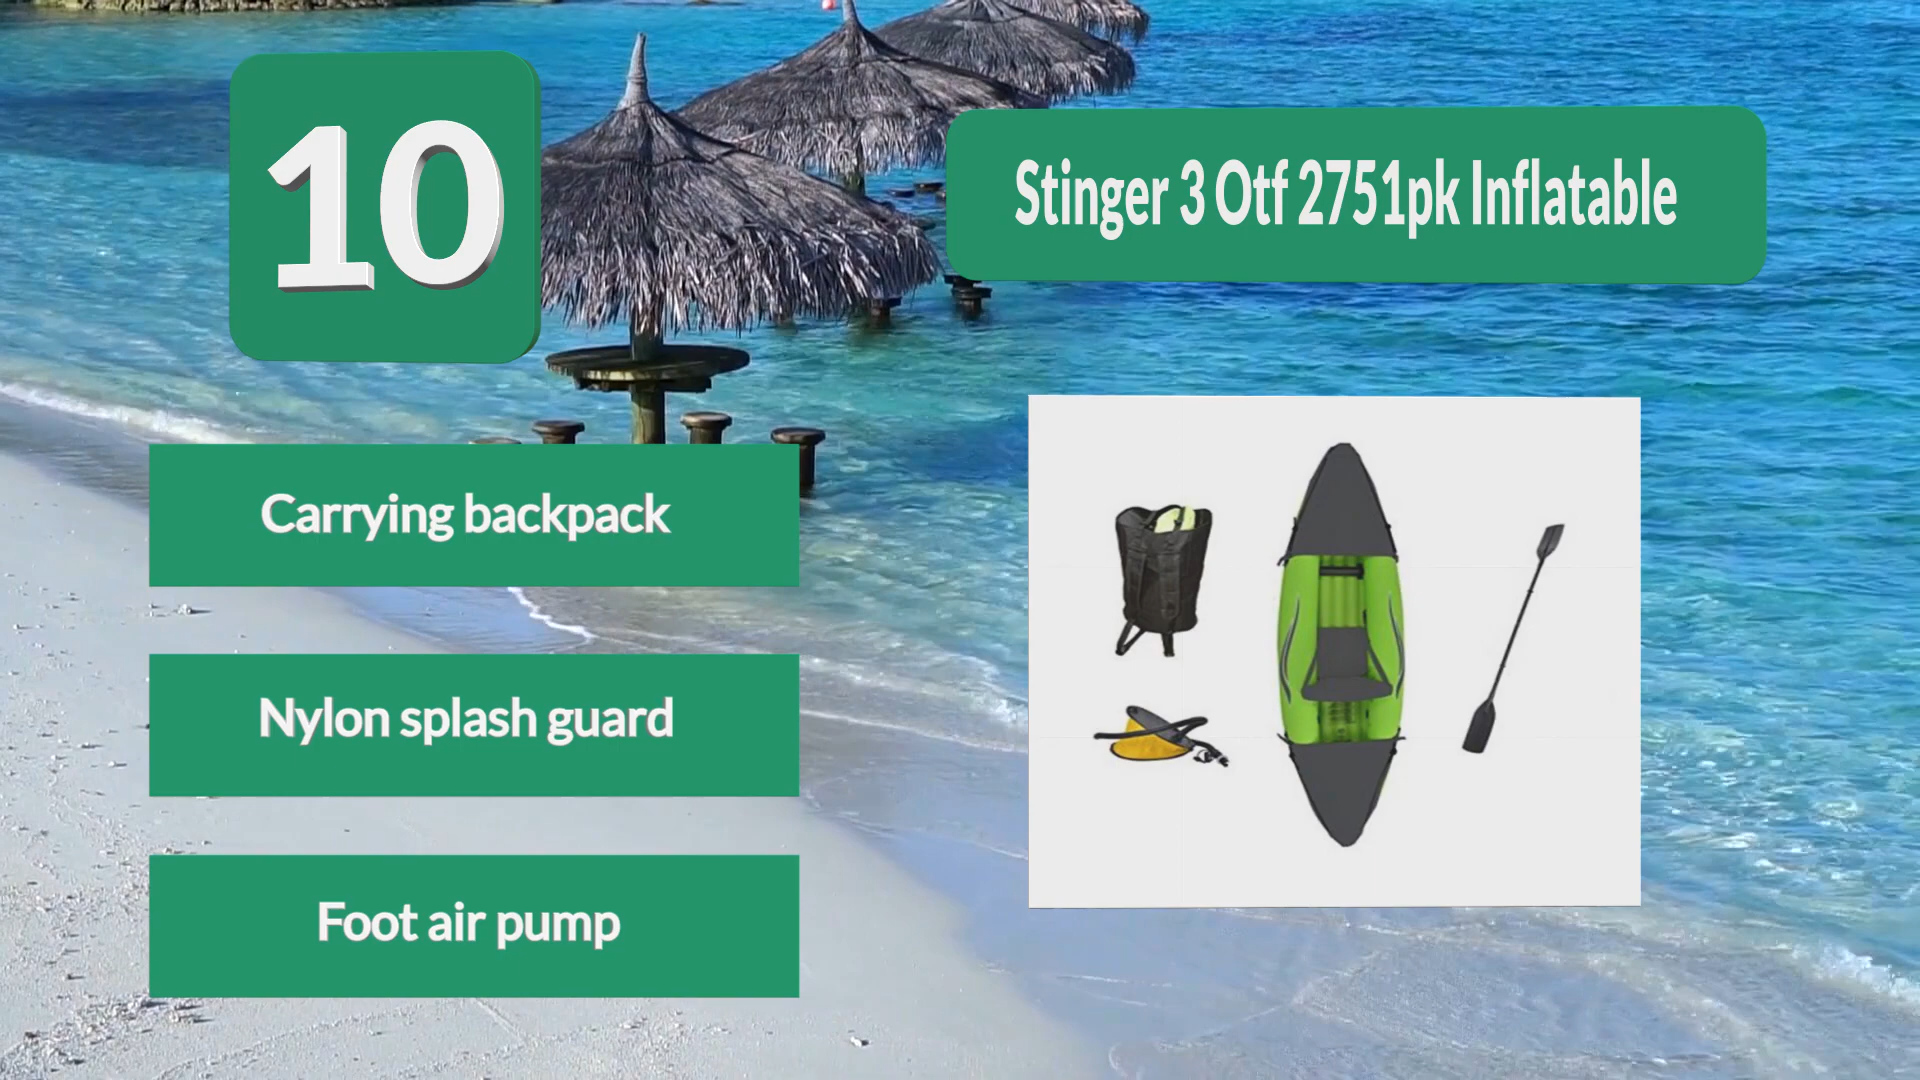 10
Stinger 3 Otf 2751pk Inflatable
Carrying backpack
Nylon splash guard
Foot air pump